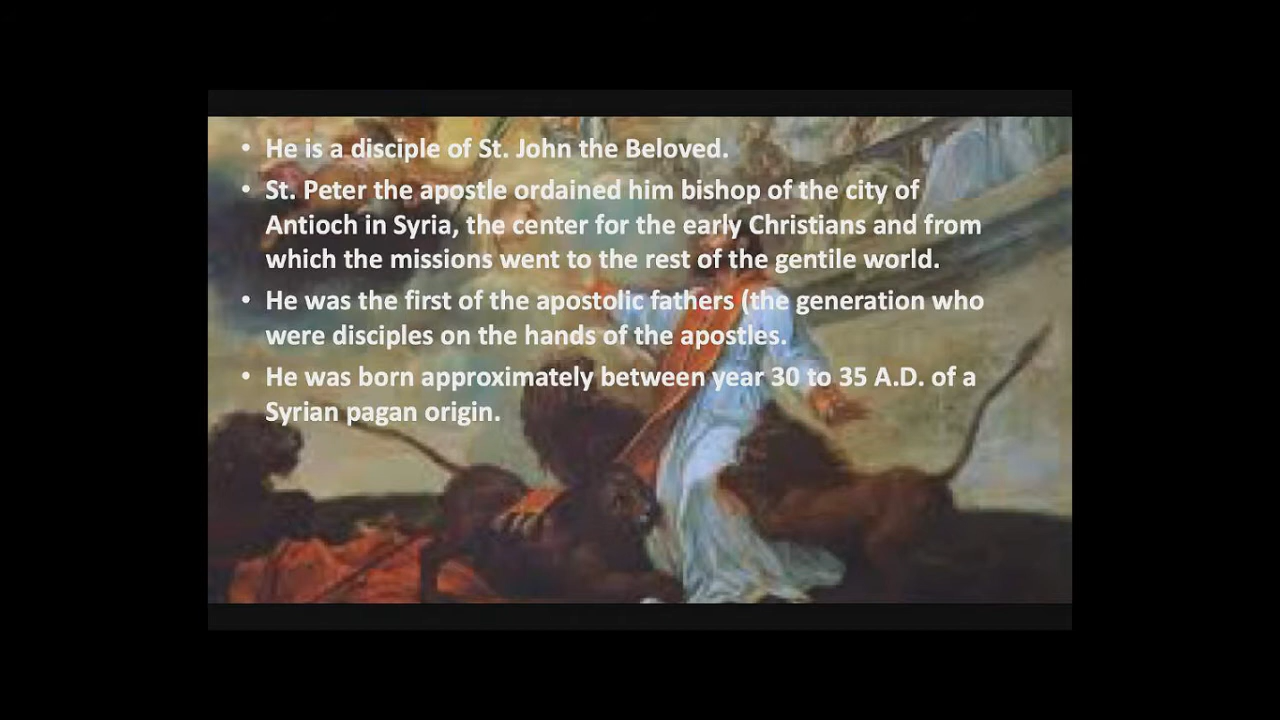 • He is a disciple of St. John the Beloved.
• St. Peter the apostle ordained him bishop of the city of
Antioch in Syria, the center for the early Christians and from
which the missions went to the rest of the gentile world.
• He was the first of the apostolic fathers (the generation who
were disciples on the hands of the apostles.
• He was born approximately between year 30 to 35 A.D. of a
Syrian pagan origin.